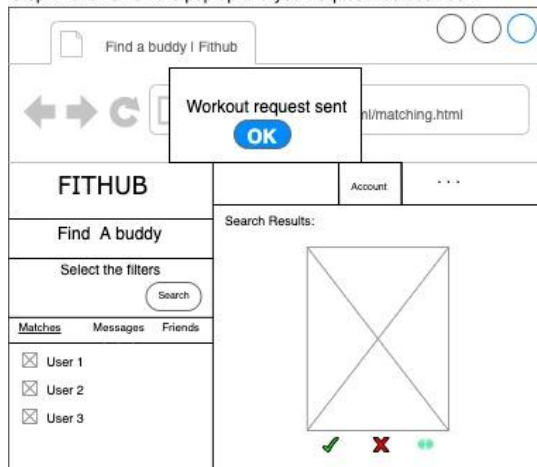 Find a buddy | Fithub
Workout request sent
OK
ml/matching.html
FITHUB
Account
...
Find A buddy
Search Results:
Select the filters
Search
Matches Messages Friends
User 1
User 2
User 3